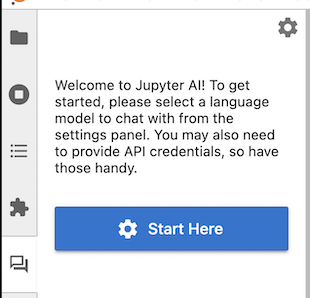 Welcome to Jupyter AI! To get
started, please select a language
model to chat with from the
settings panel. You may also need
to provide API credentials, so have
those handy.
Start Here